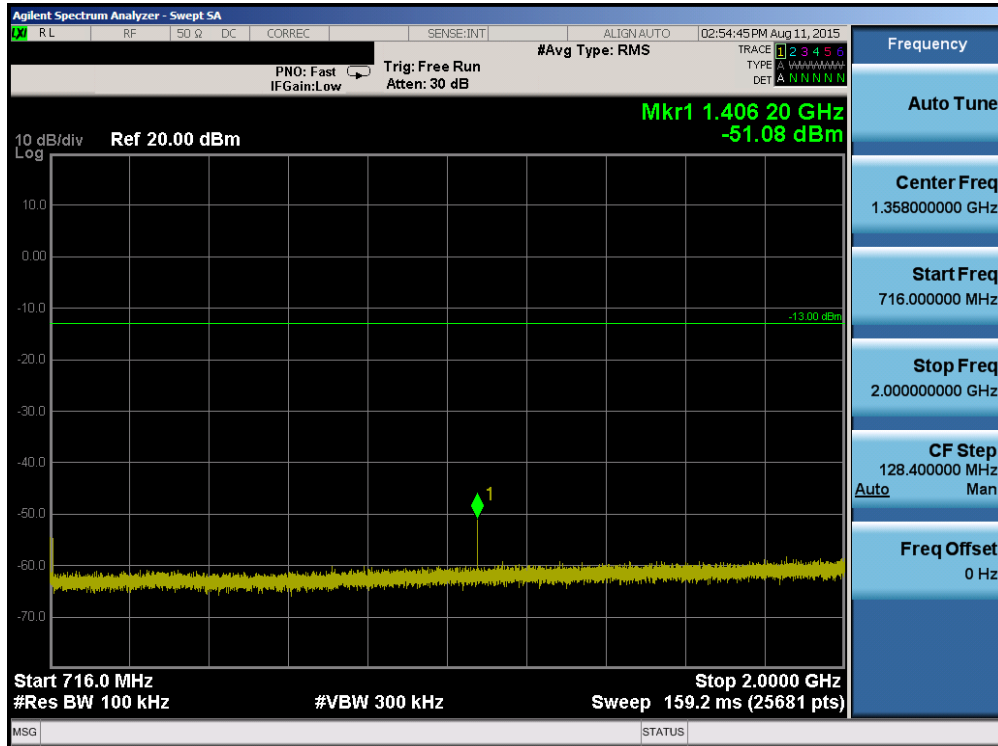 Agilent Spectrum Analyzer - Swept SA
LXI RL RF 50 Ω DC CORREC SENSE:INT ALIGN AUTO 02:54:45 PM Aug 11, 2015
#Avg Type: RMS TRACE 1 2 3 4 5 6
PNO: Fast Trig: Free Run TYPE A WWWWW
IFGain:Low Atten: 30 dB DET A N N N N N
Mkr1 1.406 20 GHz
-51.08 dBm
10 dB/div Ref 20.00 dBm
Log
10.0
0.00
-10.0
-13.00 dBm
-20.0
-30.0
-40.0
1
-50.0
-60.0
-70.0
Start 716.0 MHz Stop 2.0000 GHz
#Res BW 100 kHz #VBW 300 kHz Sweep 159.2 ms (25681 pts)
MSG STATUS
Frequency
Auto Tune
Center Freq
1.358000000 GHz
Start Freq
716.000000 MHz
Stop Freq
2.000000000 GHz
CF Step
128.400000 MHz
Auto Man
Freq Offset
0 Hz